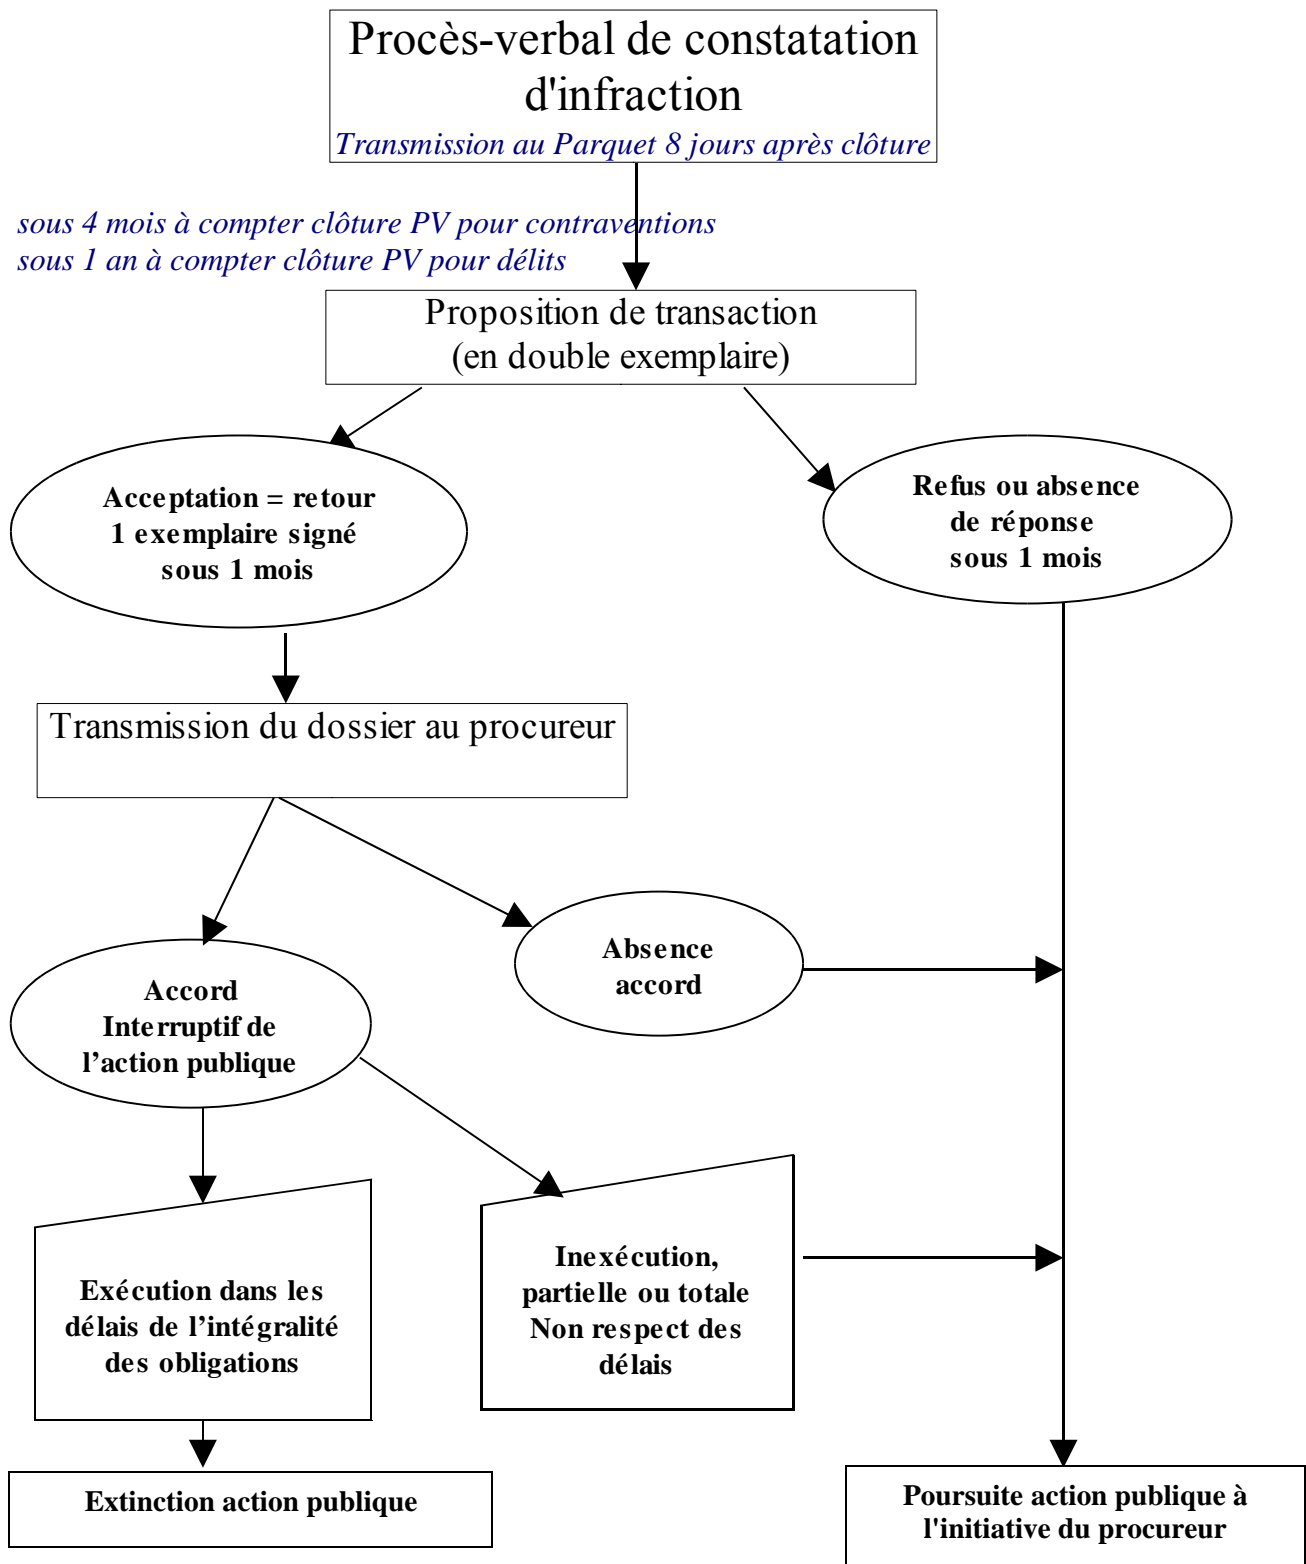 Procès-verbal de constatation
d'infraction
Transmission au Parquet 8 jours après clôture
sous 4 mois à compter clôture PV pour contraventions
sous 1 an à compter clôture PV pour délits
Proposition de transaction
(en double exemplaire)
Acceptation = retour
1 exemplaire signé
sous 1 mois
Refus ou absence
de réponse
sous 1 mois
Transmission du dossier au procureur
Absence
accord
Accord
Interruptif de
l’action publique
Inexécution,
partielle ou totale
Non respect des
délais
Exécution dans les
délais de l’intégralité
des obligations
Extinction action publique
Poursuite action publique à
l'initiative du procureur